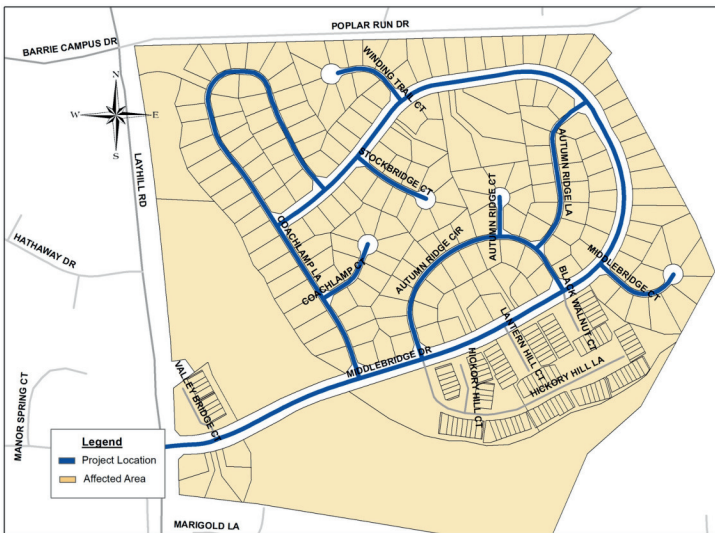 POPLAR RUN DR
BARRIE CAMPUS DR
WINDING TRAIL CT
N
W
E
S
LAYHILL RD
STOCKBRIDGE CT
AUTUMN RIDGE LA
AUTUMN RIDGE CT
COACHLAMP LA
HATHAWAY DR
COACHLAMP CT
AUTUMN RIDGE CIR
MIDDLEBRIDGE CT
BLACK WALNUT CT
LANTERN HILL CT
MIDDLEBRIDGE DR
HICKORY HILL CT
HICKORY HILL LA
VALLEY BRIDGE CT
MANOR SPRING CT
Legend
Project Location
Affected Area
MARIGOLD LA